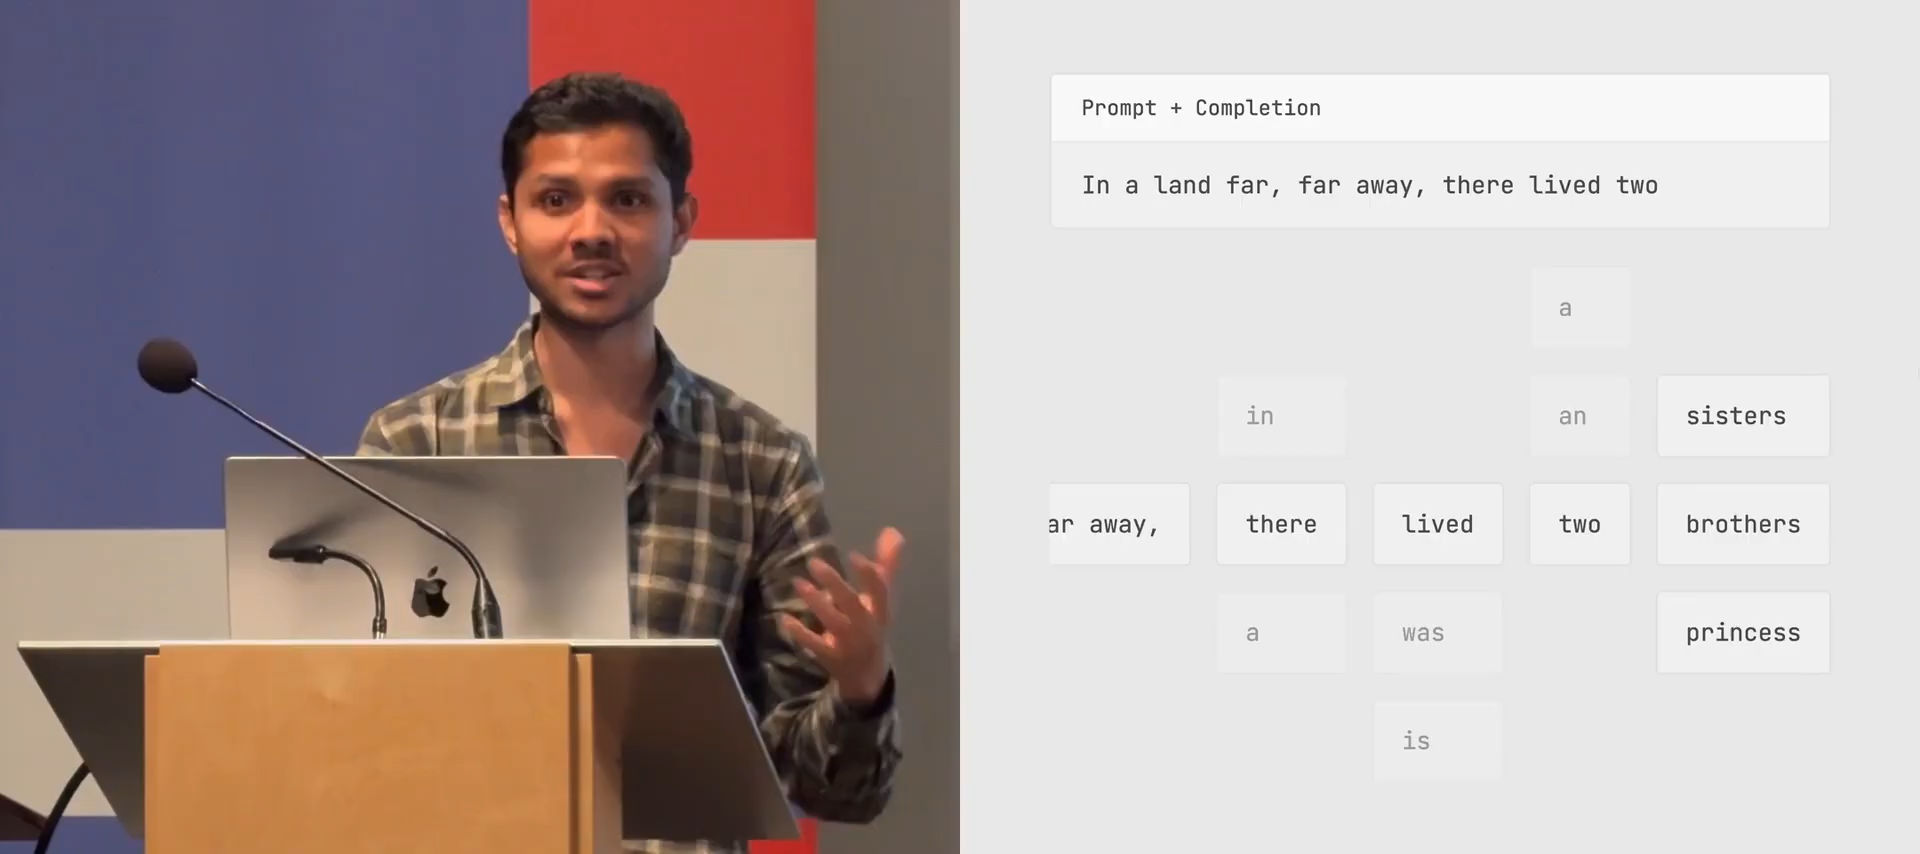 Prompt + Completion
In a land far, far away, there lived two
a
in an sisters
ar away, there lived two brothers
a was princess
is